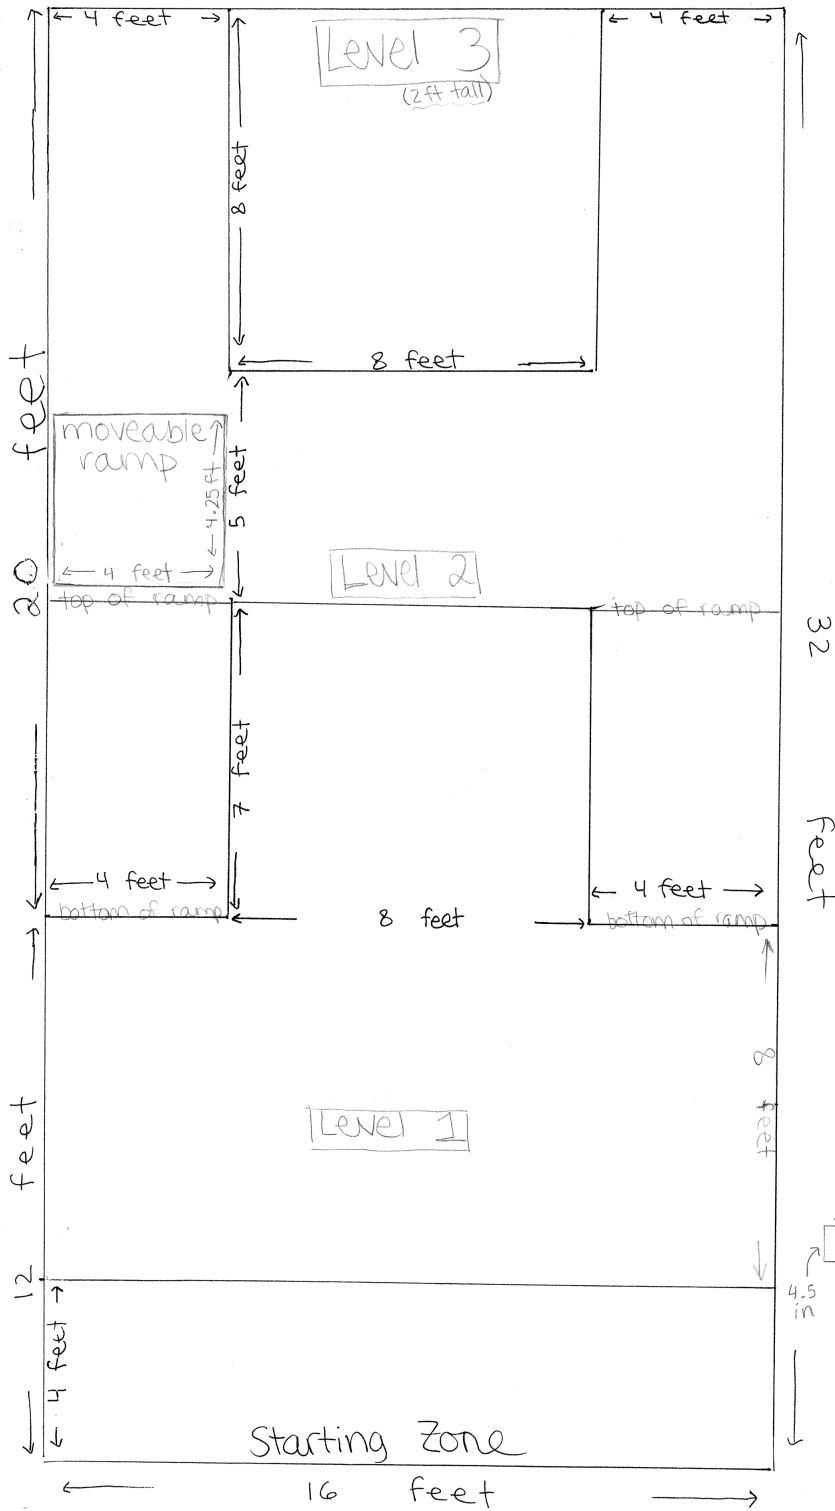 4 feet
4 feet
Level 3
(2ft tall)
8 feet
8 feet
20 feet
moveable
ramp
4.25ft
4 feet
5 feet
Level 2
top of ramp
top of ramp
32 feet
7 feet
4 feet
4 feet
bottom of ramp
8 feet
bottom of ramp
8 feet
Level 1
12 feet
4.5
in
4 feet
Starting Zone
16 feet